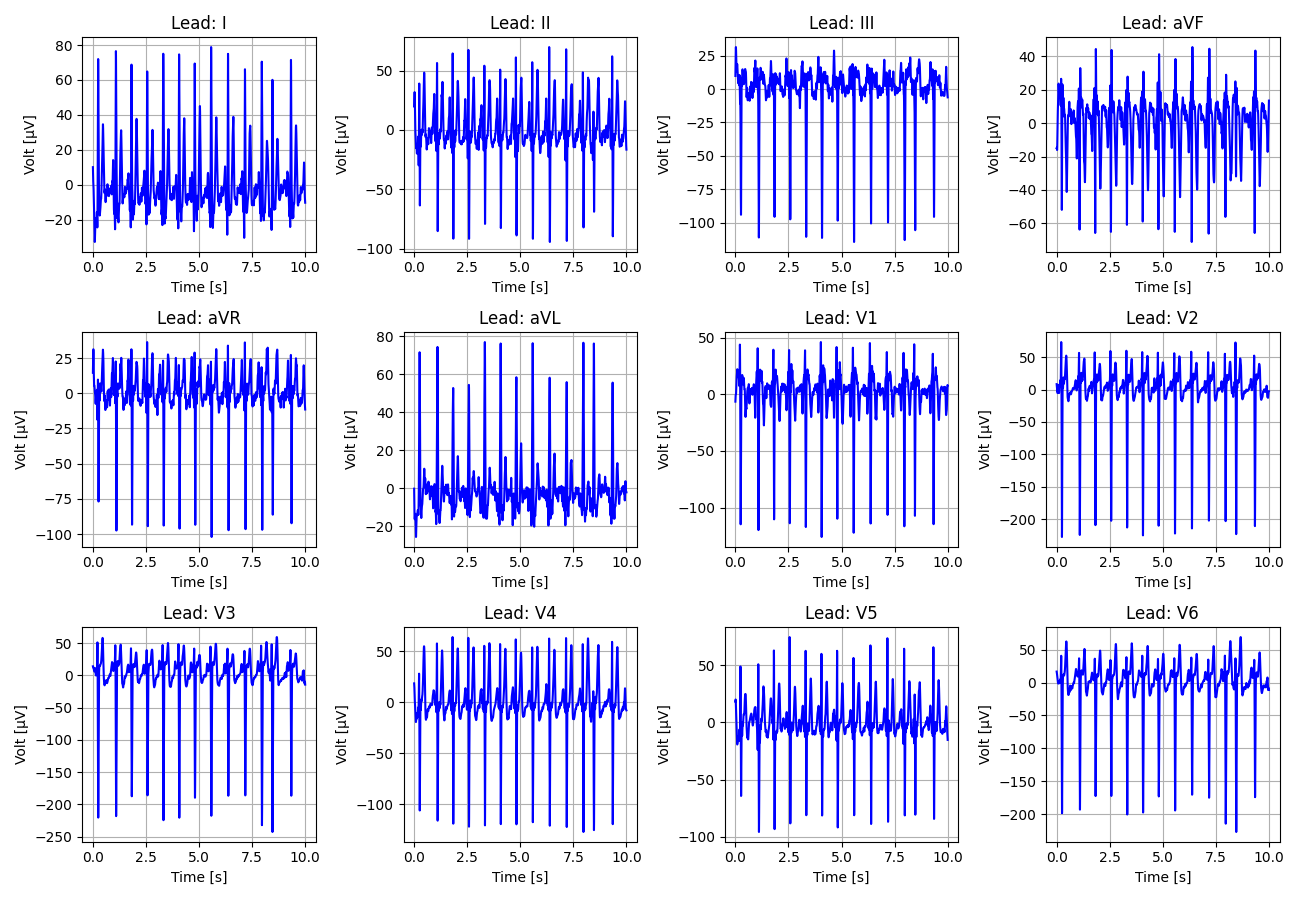 Lead: I
Volt [μV]
80
60
40
20
0
−20
0.0 2.5 5.0 7.5 10.0
Time [s]
Lead: II
Volt [μV]
50
0
−50
−100
0.0 2.5 5.0 7.5 10.0
Time [s]
Lead: III
Volt [μV]
25
0
−25
−50
−75
−100
0.0 2.5 5.0 7.5 10.0
Time [s]
Lead: aVF
Volt [μV]
40
20
0
−20
−40
−60
0.0 2.5 5.0 7.5 10.0
Time [s]
Lead: aVR
Volt [μV]
25
0
−25
−50
−75
−100
0.0 2.5 5.0 7.5 10.0
Time [s]
Lead: aVL
Volt [μV]
80
60
40
20
0
−20
0.0 2.5 5.0 7.5 10.0
Time [s]
Lead: V1
Volt [μV]
50
0
−50
−100
0.0 2.5 5.0 7.5 10.0
Time [s]
Lead: V2
Volt [μV]
50
0
−50
−100
−150
−200
0.0 2.5 5.0 7.5 10.0
Time [s]
Lead: V3
Volt [μV]
50
0
−50
−100
−150
−200
−250
0.0 2.5 5.0 7.5 10.0
Time [s]
Lead: V4
Volt [μV]
50
0
−50
−100
0.0 2.5 5.0 7.5 10.0
Time [s]
Lead: V5
Volt [μV]
50
0
−50
−100
0.0 2.5 5.0 7.5 10.0
Time [s]
Lead: V6
Volt [μV]
50
0
−50
−100
−150
−200
0.0 2.5 5.0 7.5 10.0
Time [s]